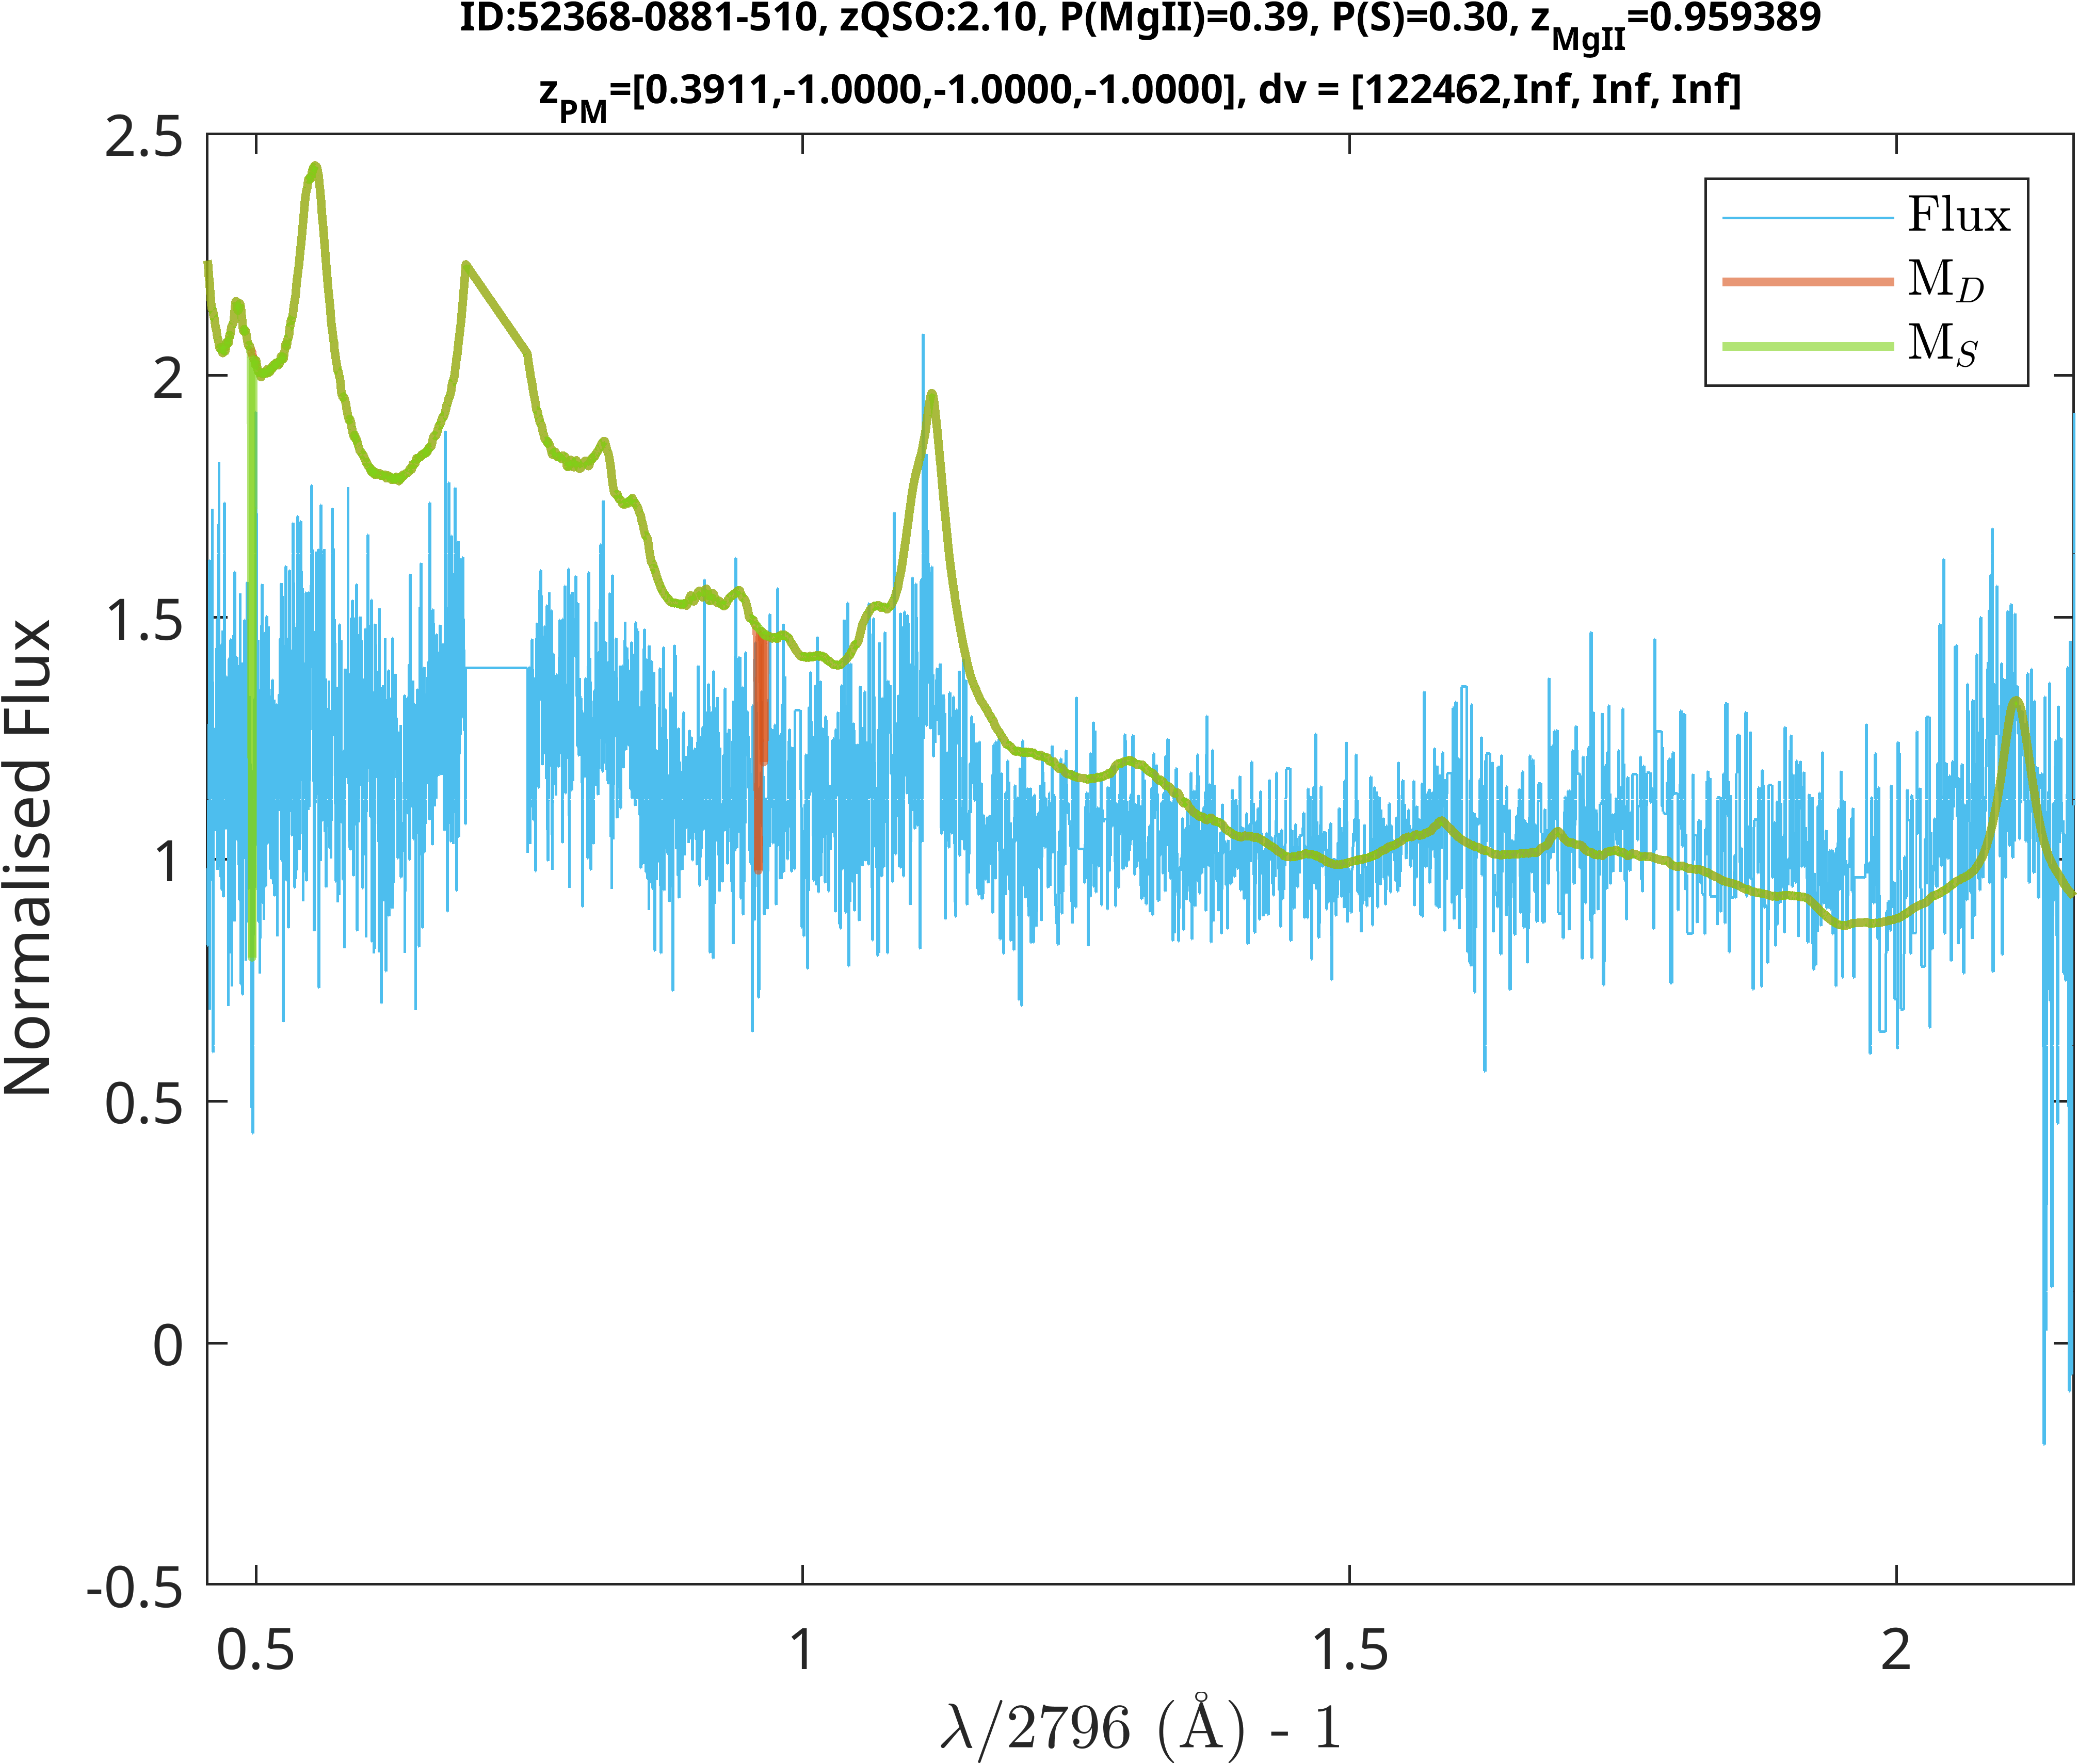 ID:52368-0881-510, zQSO:2.10, P(MgII)=0.39, P(S)=0.30, zMgII=0.959389
zPM=[0.3911,-1.0000,-1.0000,-1.0000], dv = [122462,Inf, Inf, Inf]
2.5
2
1.5
1
0.5
0
-0.5
Normalised Flux
Flux
MD
MS
0.5
1
1.5
2
λ/2796 (Å) - 1